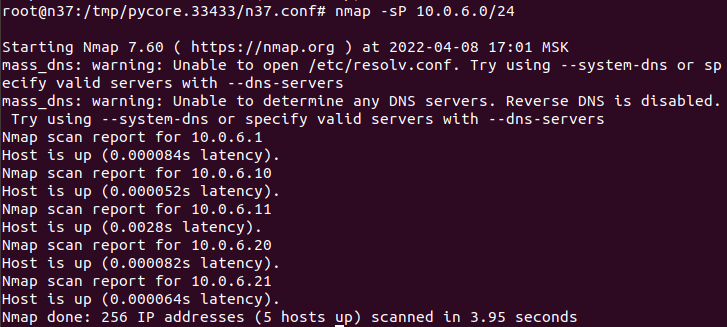 root@n37:/tmp/pycore.33433/n37.conf# nmap -sP 10.0.6.0/24
Starting Nmap 7.60 ( https://nmap.org ) at 2022-04-08 17:01 MSK
mass_dns: warning: Unable to open /etc/resolv.conf. Try using --system-dns or sp
ecify valid servers with --dns-servers
mass_dns: warning: Unable to determine any DNS servers. Reverse DNS is disabled.
 Try using --system-dns or specify valid servers with --dns-servers
Nmap scan report for 10.0.6.1
Host is up (0.000084s latency).
Nmap scan report for 10.0.6.10
Host is up (0.000052s latency).
Nmap scan report for 10.0.6.11
Host is up (0.0028s latency).
Nmap scan report for 10.0.6.20
Host is up (0.000082s latency).
Nmap scan report for 10.0.6.21
Host is up (0.000064s latency).
Nmap done: 256 IP addresses (5 hosts up) scanned in 3.95 seconds